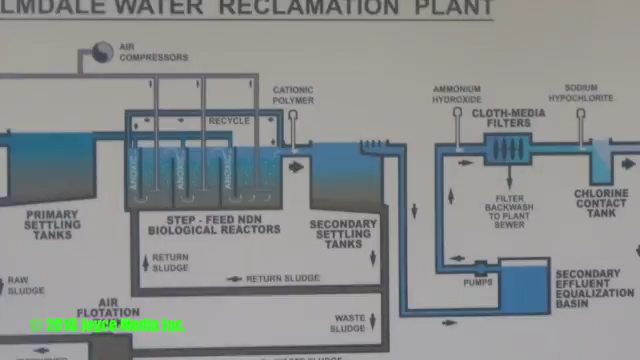 LMDALE WATER RECLAMATION PLANT
AIR
COMPRESSORS
CATIONIC
POLYMER
AMMONIUM
HYDROXIDE
SODIUM
HYPOCHLORITE
CLOTH-MEDIA
FILTERS
RECYCLE
ANOXIC
ANOXIC
ANOXIC
PRIMARY
SETTLING
TANKS
STEP - FEED NDN
BIOLOGICAL REACTORS
SECONDARY
SETTLING
TANKS
FILTER
BACKWASH
TO PLANT
SEWER
CHLORINE
CONTACT
TANK
RETURN
SLUDGE
RETURN SLUDGE
RAW
SLUDGE
PUMPS
SECONDARY
EFFLUENT
EQUALIZATION
BASIN
AIR
FLOTATION
WASTE
SLUDGE